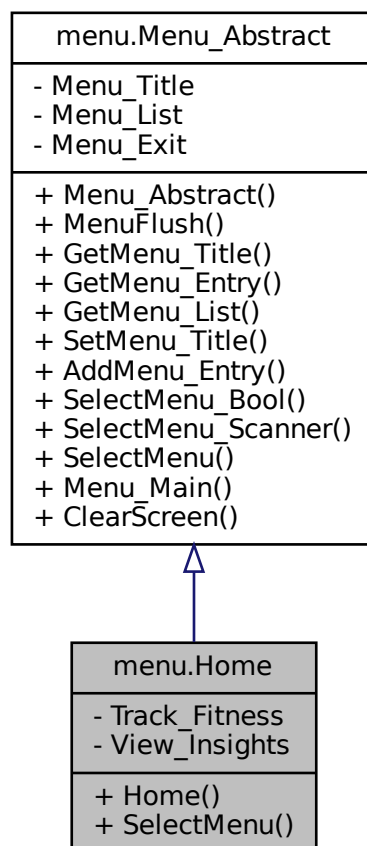 menu.Menu_Abstract
- Menu_Title
- Menu_List
- Menu_Exit
+ Menu_Abstract()
+ MenuFlush()
+ GetMenu_Title()
+ GetMenu_Entry()
+ GetMenu_List()
+ SetMenu_Title()
+ AddMenu_Entry()
+ SelectMenu_Bool()
+ SelectMenu_Scanner()
+ SelectMenu()
+ Menu_Main()
+ ClearScreen()
menu.Home
- Track_Fitness
- View_Insights
+ Home()
+ SelectMenu()